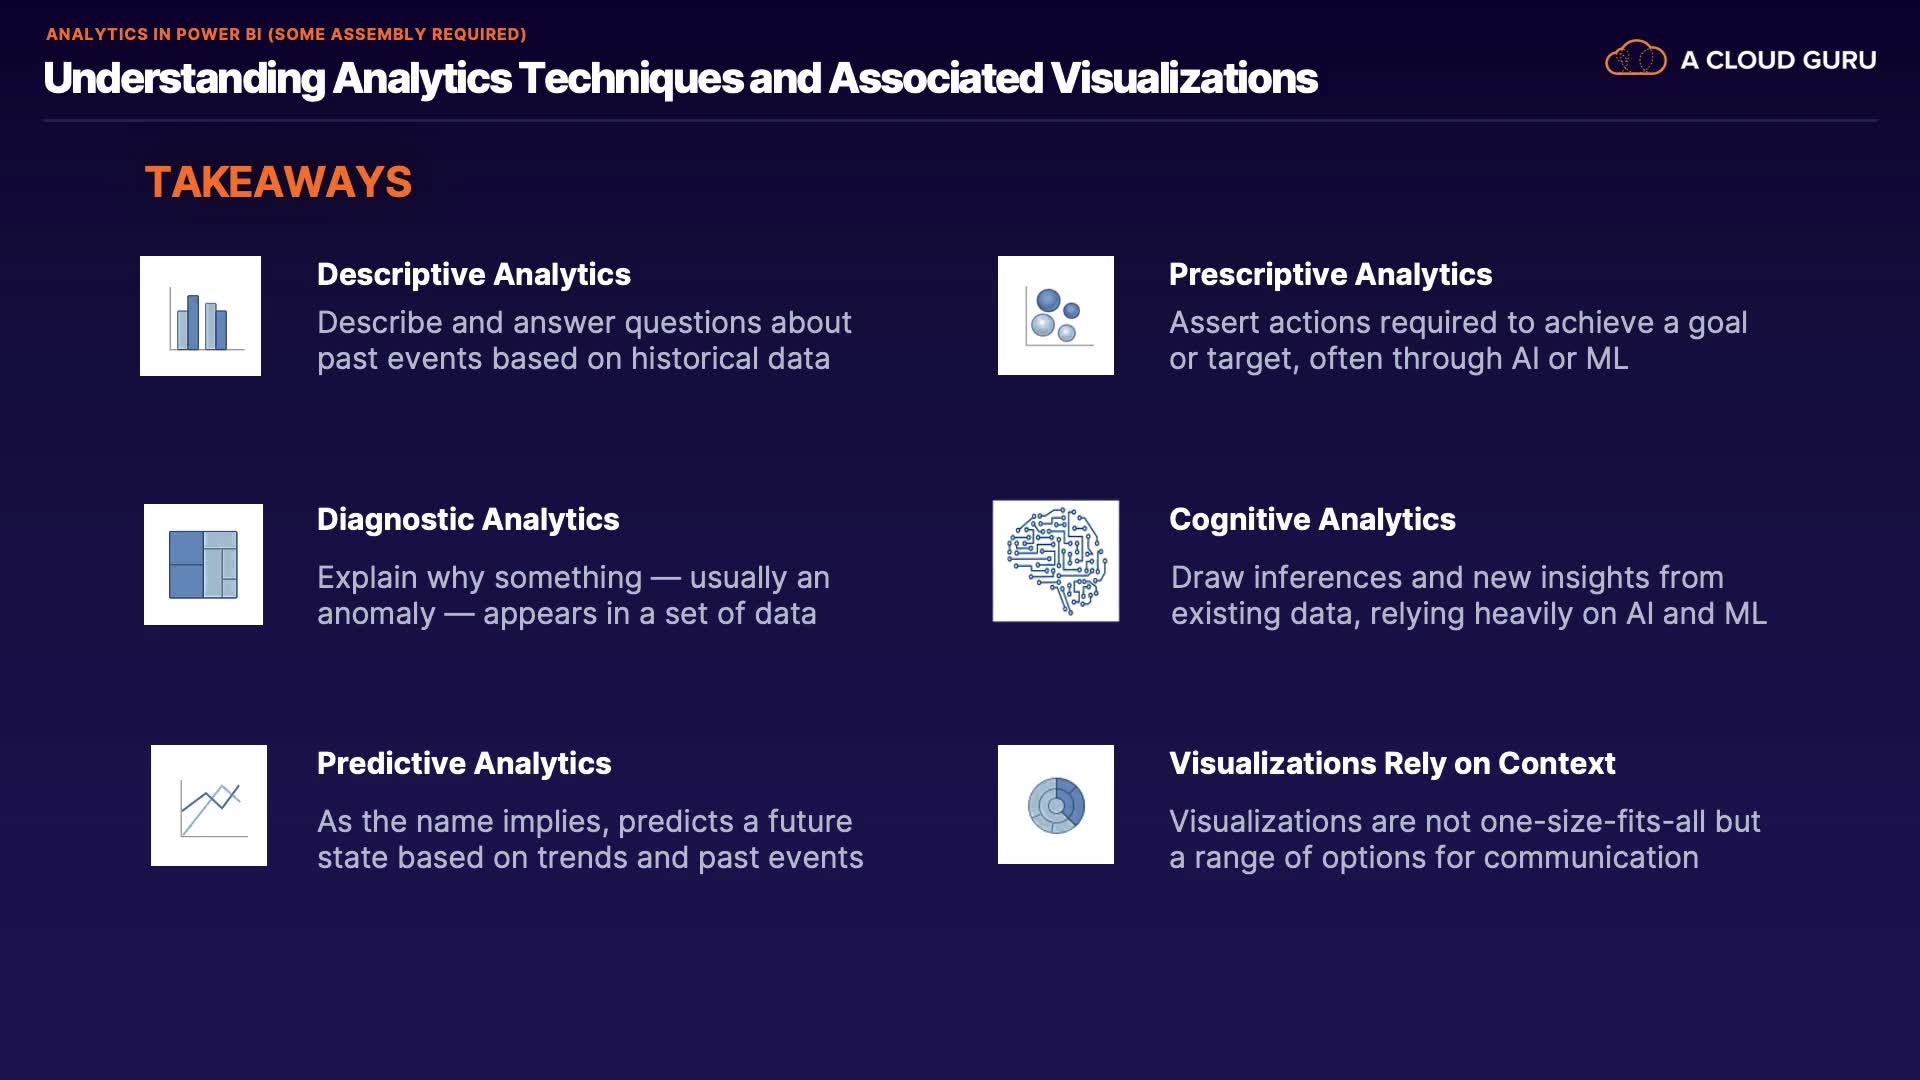 ANALYTICS IN POWER BI (SOME ASSEMBLY REQUIRED)
Understanding Analytics Techniques and Associated Visualizations
A CLOUD GURU
TAKEAWAYS
Descriptive Analytics
Describe and answer questions about
past events based on historical data
Prescriptive Analytics
Assert actions required to achieve a goal
or target, often through AI or ML
Diagnostic Analytics
Explain why something — usually an
anomaly — appears in a set of data
Cognitive Analytics
Draw inferences and new insights from
existing data, relying heavily on AI and ML
Predictive Analytics
As the name implies, predicts a future
state based on trends and past events
Visualizations Rely on Context
Visualizations are not one-size-fits-all but
a range of options for communication